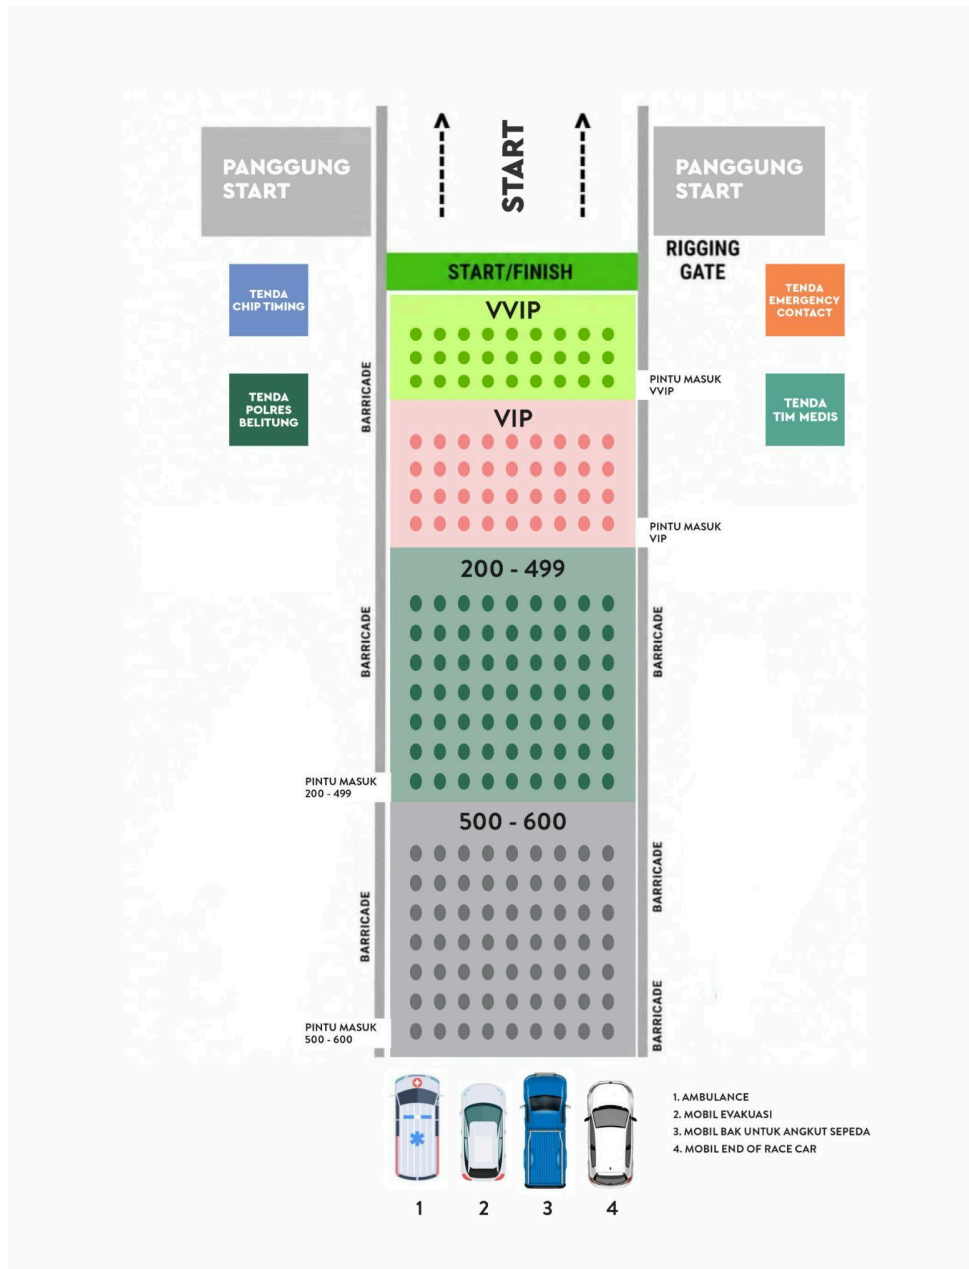 START
PANGGUNG
START
PANGGUNG
START
RIGGING
GATE
START/FINISH
TENDA
CHIP TIMING
TENDA
EMERGENCY
CONTACT
VVIP
PINTU MASUK
VVIP
BARRICADE
TENDA
POLRES
BELITUNG
TENDA
TIM MEDIS
VIP
PINTU MASUK
VIP
200 - 499
BARRICADE
BARRICADE
PINTU MASUK
200 - 499
500 - 600
BARRICADE
BARRICADE
BARRICADE
PINTU MASUK
500 - 600
1. AMBULANCE
2. MOBIL EVAKUASI
3. MOBIL BAK UNTUK ANGKUT SEPEDA
4. MOBIL END OF RACE CAR
1
2
3
4